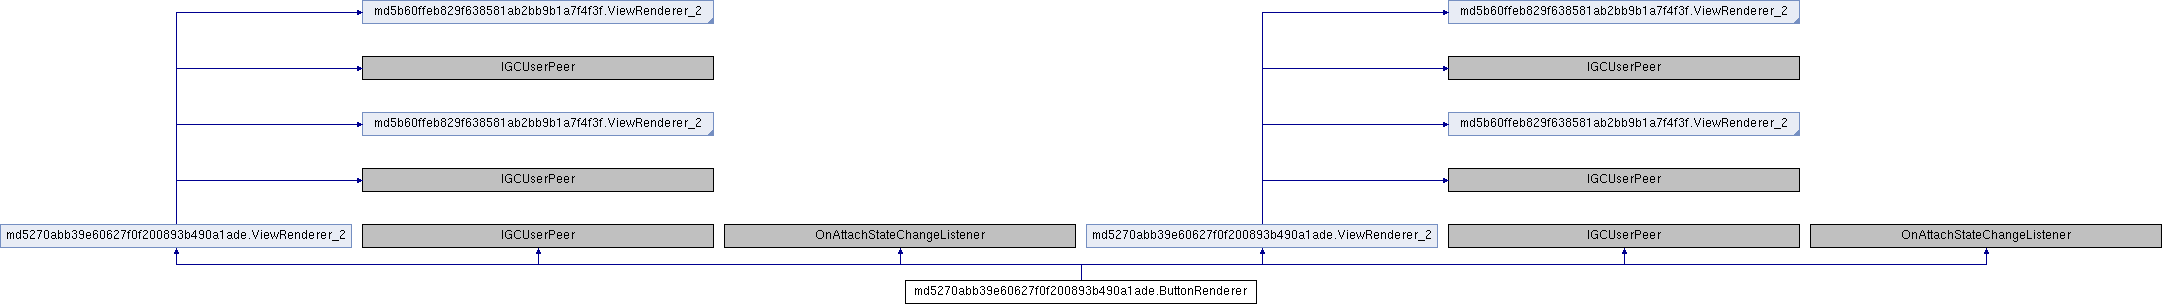 md5b60ffeb829f638581ab2bb9b1a7f4f3f.ViewRenderer_2
md5b60ffeb829f638581ab2bb9b1a7f4f3f.ViewRenderer_2
IGCUserPeer
IGCUserPeer
md5b60ffeb829f638581ab2bb9b1a7f4f3f.ViewRenderer_2
md5b60ffeb829f638581ab2bb9b1a7f4f3f.ViewRenderer_2
IGCUserPeer
IGCUserPeer
md5270abb39e60627f0f200893b490a1ade.ViewRenderer_2
IGCUserPeer
OnAttachStateChangeListener
md5270abb39e60627f0f200893b490a1ade.ViewRenderer_2
IGCUserPeer
OnAttachStateChangeListener
md5270abb39e60627f0f200893b490a1ade.ButtonRenderer